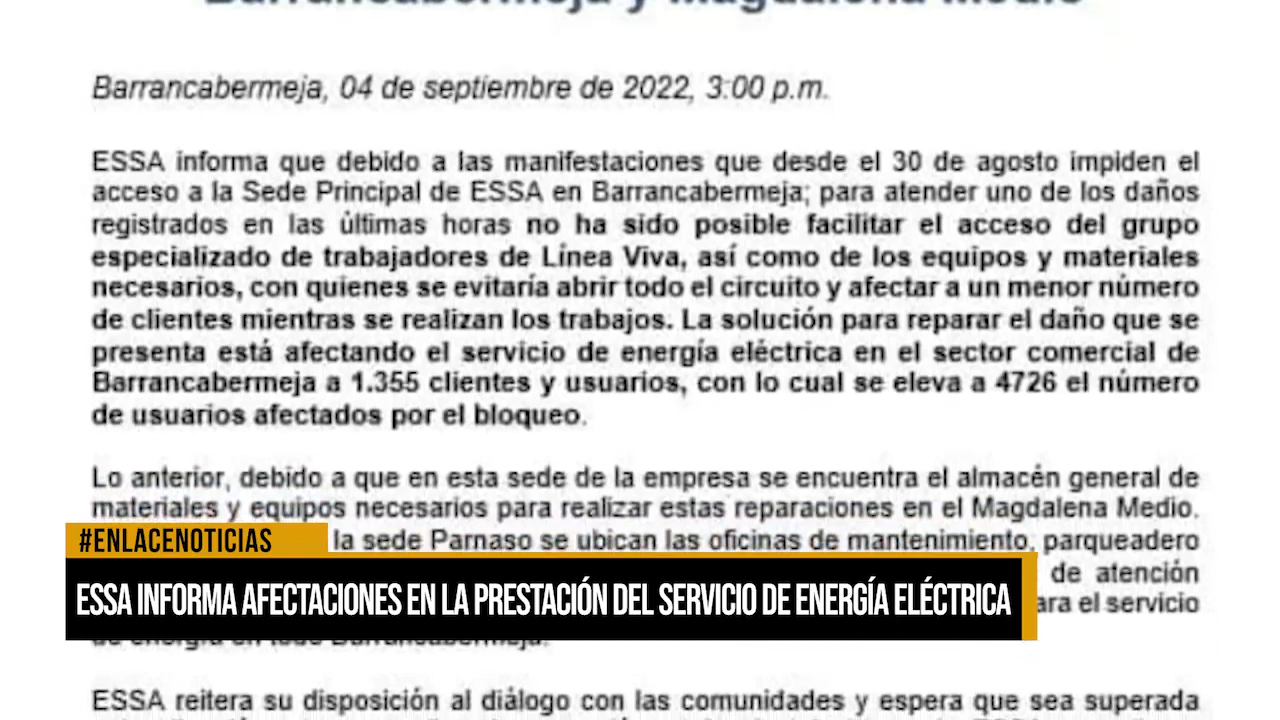 Barrancabermeja y Magdalena Medio
Barrancabermeja, 04 de septiembre de 2022, 3:00 p.m.
ESSA informa que debido a las manifestaciones que desde el 30 de agosto impiden el
acceso a la Sede Principal de ESSA en Barrancabermeja; para atender uno de los daños
registrados en las últimas horas no ha sido posible facilitar el acceso del grupo
especializado de trabajadores de Línea Viva, así como de los equipos y materiales
necesarios, con quienes se evitaría abrir todo el circuito y afectar a un menor número
de clientes mientras se realizan los trabajos. La solución para reparar el daño que se
presenta está afectando el servicio de energía eléctrica en el sector comercial de
Barrancabermeja a 1.355 clientes y usuarios, con lo cual se eleva a 4726 el número
de usuarios afectados por el bloqueo.
Lo anterior, debido a que en esta sede de la empresa se encuentra el almacén general de
materiales y equipos necesarios para realizar estas reparaciones en el Magdalena Medio.
#ENLACENOTICIAS
la sede Parnaso se ubican las oficinas de mantenimiento, parqueadero
de atención
ESSA INFORMA AFECTACIONES EN LA PRESTACIÓN DEL SERVICIO DE ENERGÍA ELÉCTRICA
ara el servicio
de energía en todo Barrancabermeja.
ESSA reitera su disposición al diálogo con las comunidades y espera que sea superada